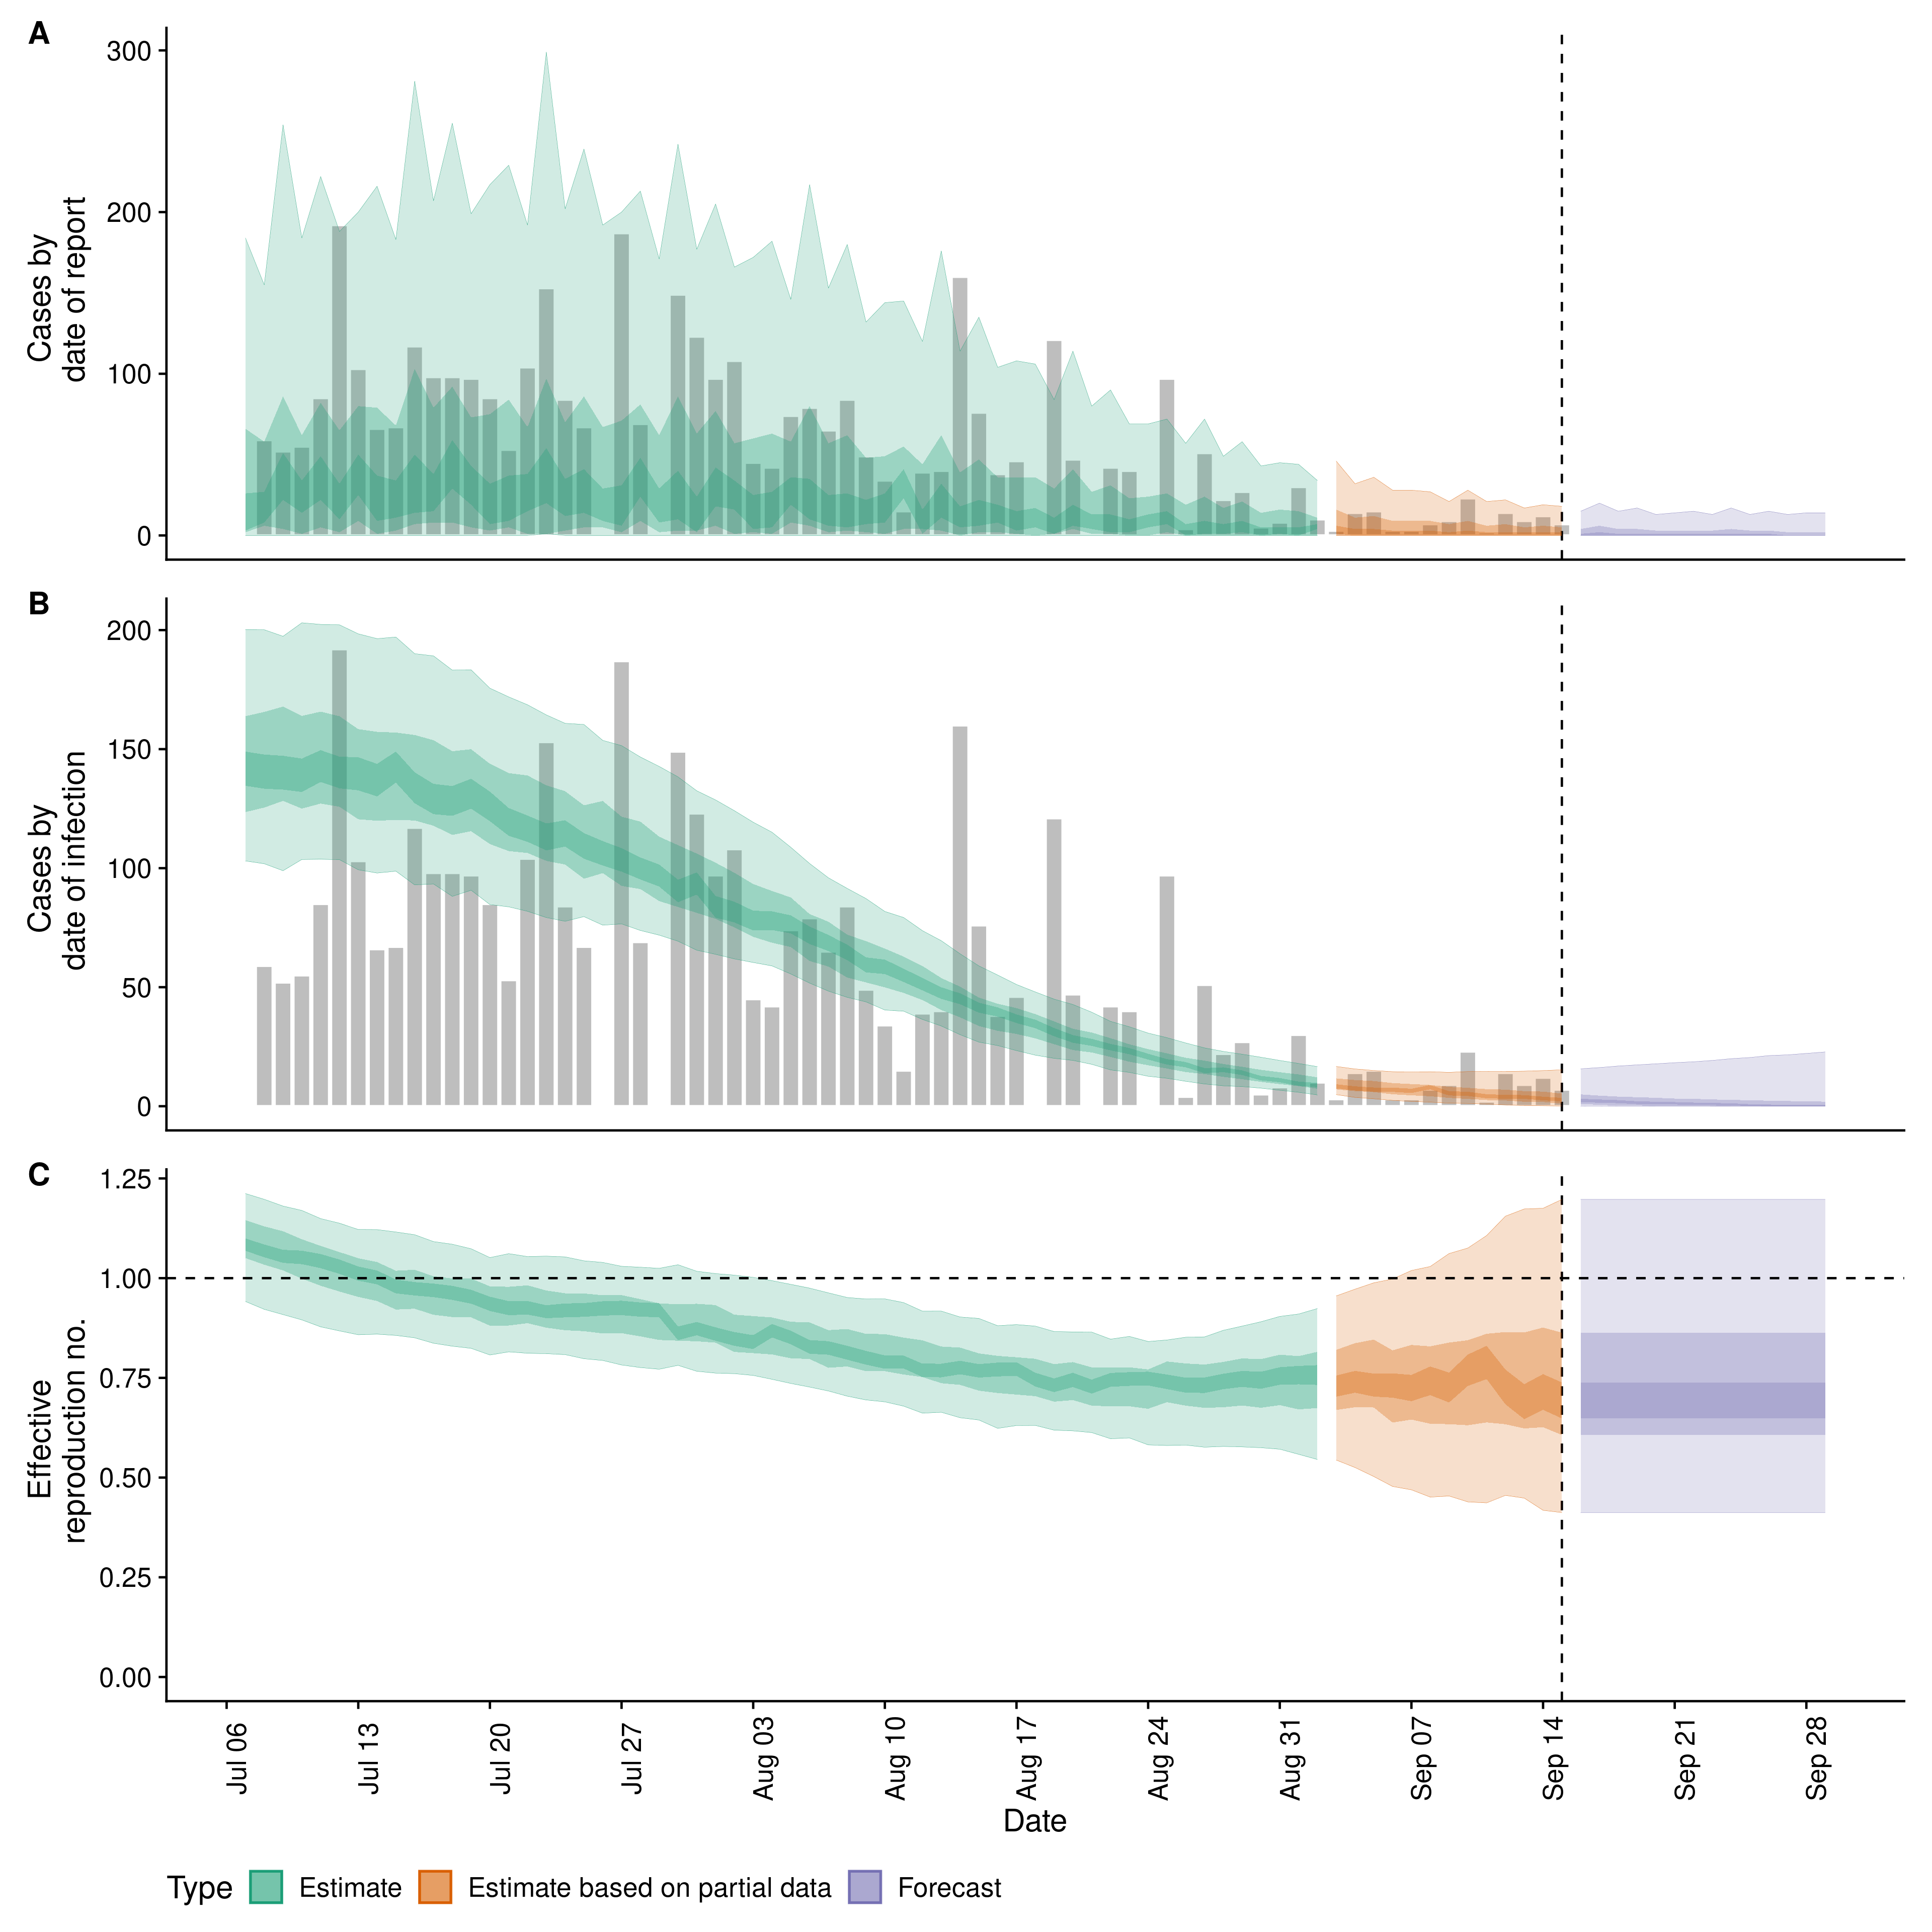 A
300
200
100
0
Cases by
date of report
B
200
150
100
50
0
Cases by
date of infection
C
1.25
1.00
0.75
0.50
0.25
0.00
Effective
reproduction no.
Jul 06
Jul 13
Jul 20
Jul 27
Aug 03
Aug 10
Aug 17
Aug 24
Aug 31
Sep 07
Sep 14
Sep 21
Sep 28
Date
Type Estimate Estimate based on partial data Forecast